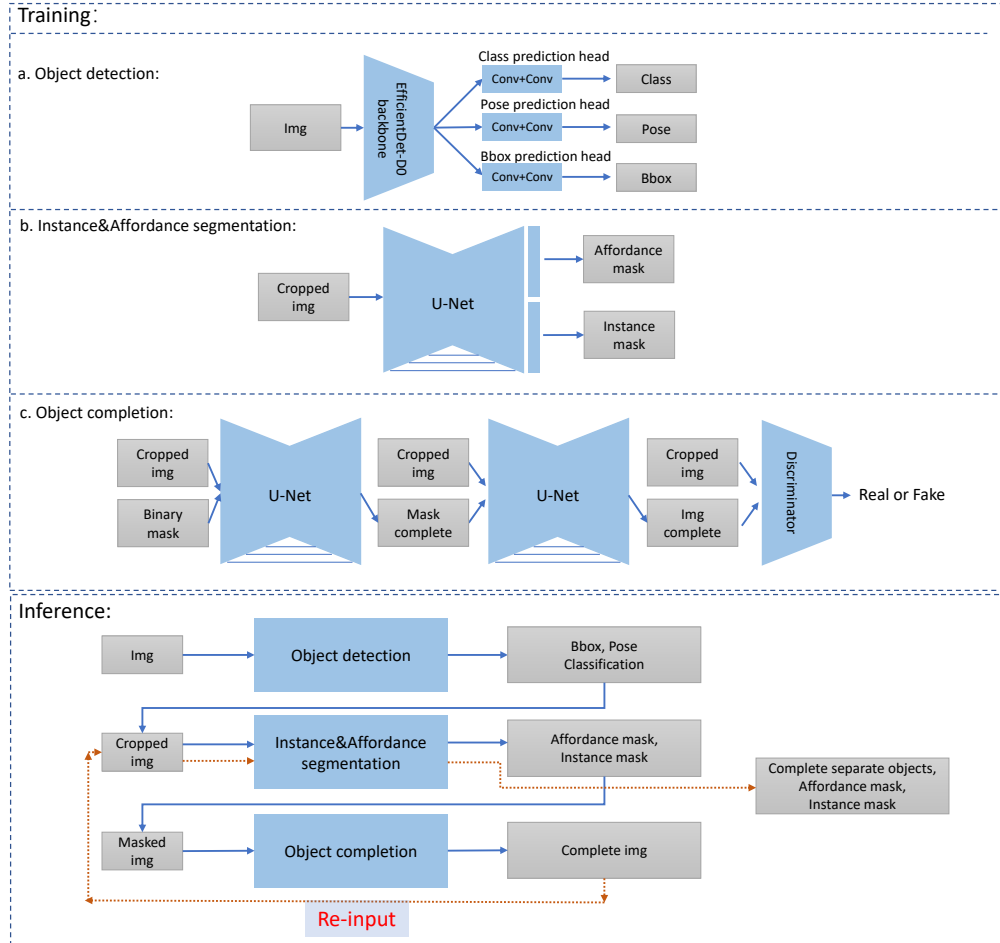 Training:
a. Object detection:
Img
EfficientDet-D0
backbone
Class prediction head
Conv+Conv
Class
Pose prediction head
Conv+Conv
Pose
Bbox prediction head
Conv+Conv
Bbox
b. Instance&Affordance segmentation:
Cropped
img
U-Net
Affordance
mask
Instance
mask
c. Object completion:
Cropped
img
Binary
mask
U-Net
Cropped
img
Mask
complete
U-Net
Cropped
img
Img
complete
Discriminator
Real or Fake
Inference:
Img
Object detection
Bbox, Pose
Classification
Cropped
img
Instance&Affordance
segmentation
Affordance mask,
Instance mask
Complete separate objects,
Affordance mask,
Instance mask
Masked
img
Object completion
Complete img
Re-input